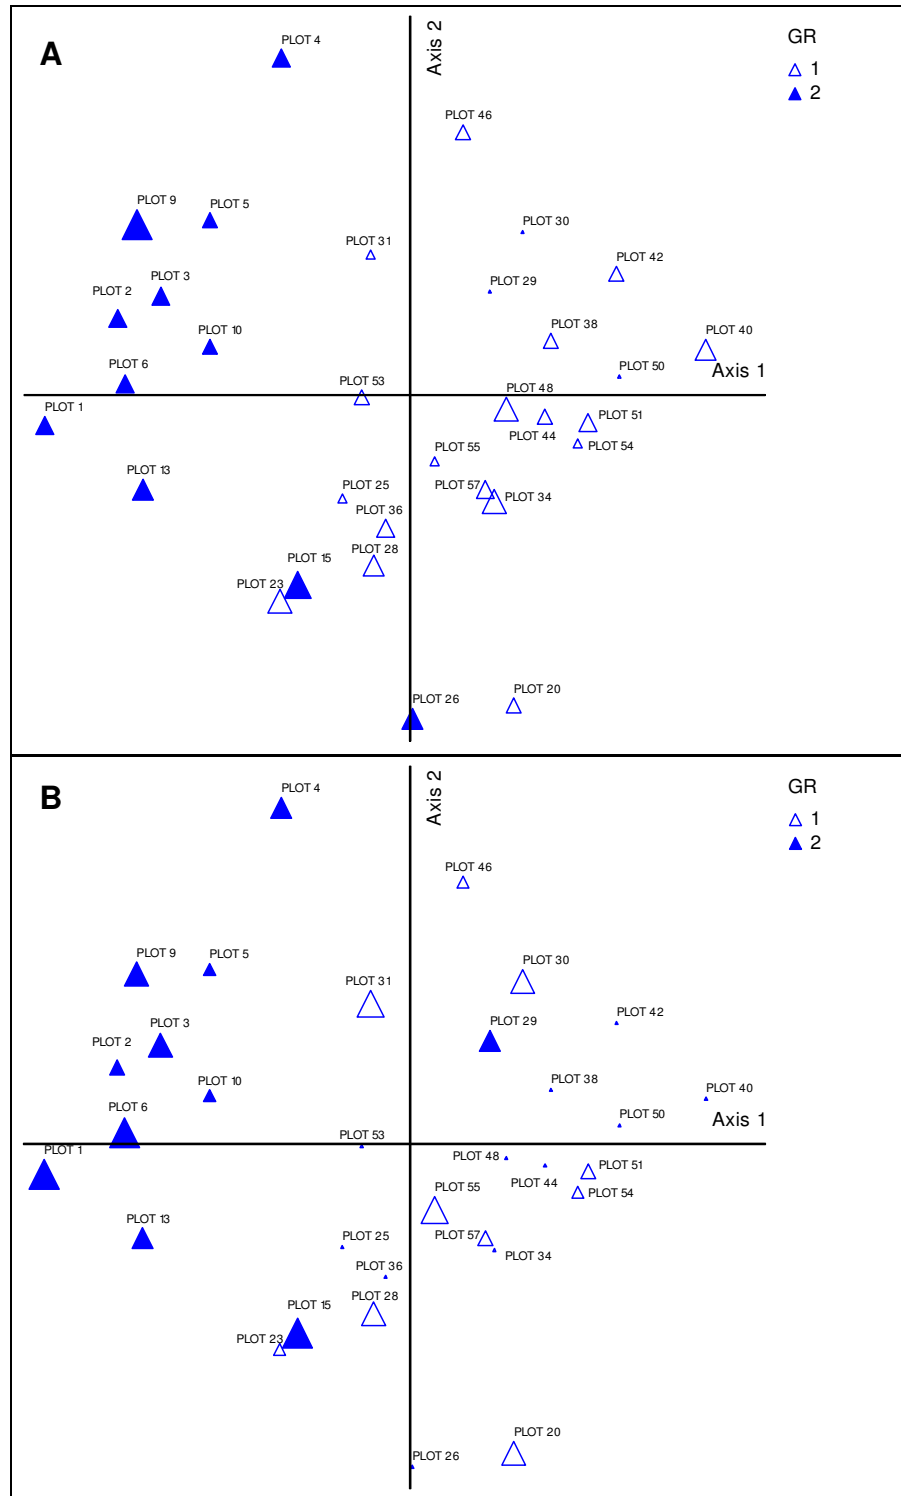 A
Axis 2
GR
1
2
PLOT 4
PLOT 46
PLOT 9
PLOT 5
PLOT 30
PLOT 31
PLOT 42
PLOT 3
PLOT 29
PLOT 2
PLOT 10
PLOT 38
PLOT 40
PLOT 6
PLOT 50
Axis 1
PLOT 53
PLOT 48
PLOT 1
PLOT 51
PLOT 44
PLOT 54
PLOT 55
PLOT 13
PLOT 25
PLOT 57
PLOT 34
PLOT 36
PLOT 28
PLOT 15
PLOT 23
PLOT 26
PLOT 20
B
Axis 2
GR
1
2
PLOT 4
PLOT 46
PLOT 9
PLOT 5
PLOT 30
PLOT 31
PLOT 42
PLOT 3
PLOT 29
PLOT 2
PLOT 10
PLOT 38
PLOT 40
PLOT 6
PLOT 50
Axis 1
PLOT 53
PLOT 1
PLOT 48
PLOT 51
PLOT 44
PLOT 55
PLOT 54
PLOT 13
PLOT 25
PLOT 57
PLOT 34
PLOT 36
PLOT 28
PLOT 15
PLOT 23
PLOT 20
PLOT 26